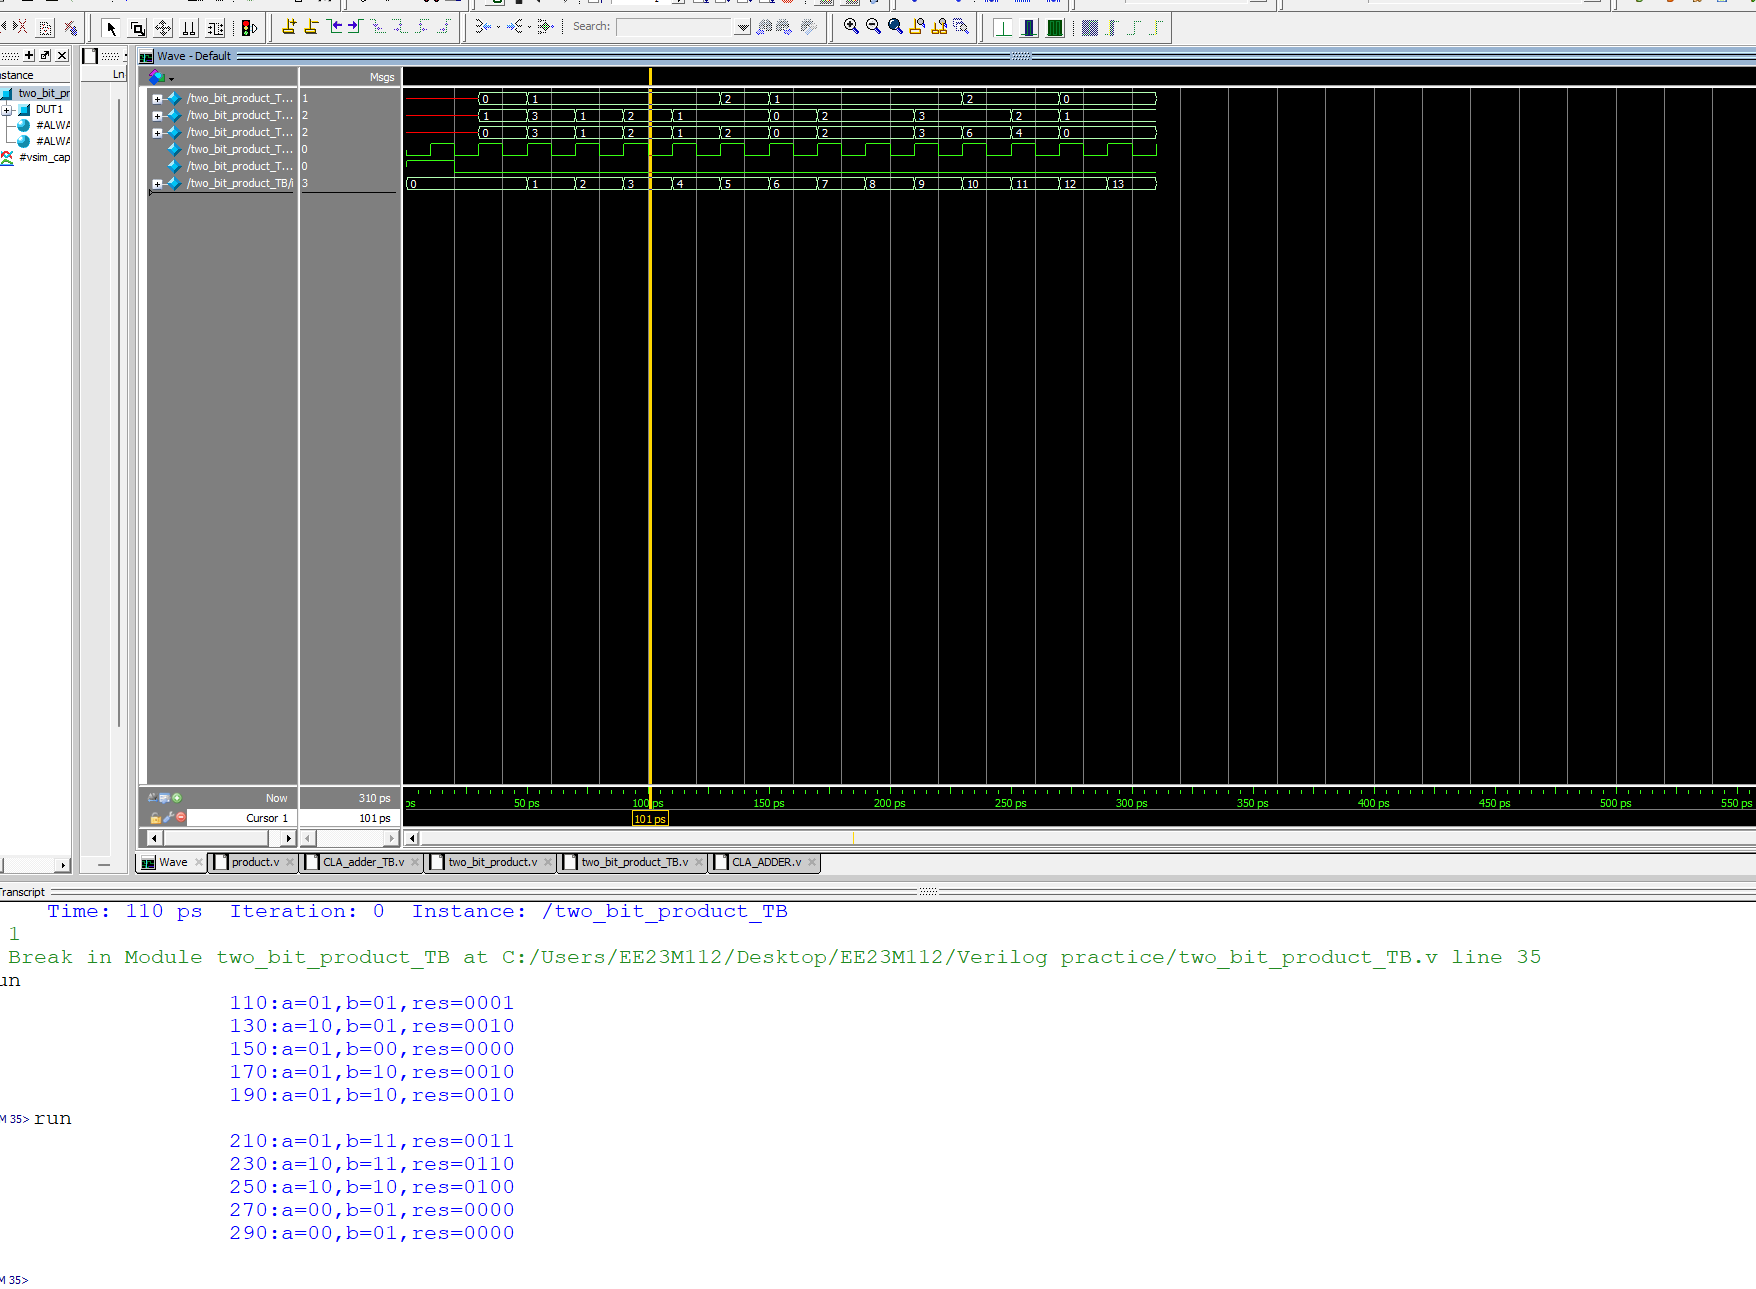 Search:
Wave - Default
nstance
Ln
Msgs
two_bit_pr
DUT1
#ALWA
#ALWA
#vsim_cap
/two_bit_product_T... 1 0 1 2 1 2 0
/two_bit_product_T... 2 1 3 1 2 1 0 2 3 2 1
/two_bit_product_T... 2 0 3 1 2 1 2 0 2 3 6 4 0
/two_bit_product_T... 0
/two_bit_product_T... 0
/two_bit_product_TB/i 3 0 1 2 3 4 5 6 7 8 9 10 11 12 13
Now 310 ps ps 50 ps 100 ps 150 ps 200 ps 250 ps 300 ps 350 ps 400 ps 450 ps 500 ps 550 ps
Cursor 1 101 ps 101 ps
Wave product.v CLA_adder_TB.v two_bit_product.v two_bit_product_TB.v CLA_ADDER.v
Transcript
Time: 110 ps Iteration: 0 Instance: /two_bit_product_TB
1
Break in Module two_bit_product_TB at C:/Users/EE23M112/Desktop/EE23M112/Verilog practice/two_bit_product_TB.v line 35
un
110:a=01,b=01,res=0001
130:a=10,b=01,res=0010
150:a=01,b=00,res=0000
170:a=01,b=10,res=0010
190:a=01,b=10,res=0010
M 35> run
210:a=01,b=11,res=0011
230:a=10,b=11,res=0110
250:a=10,b=10,res=0100
270:a=00,b=01,res=0000
290:a=00,b=01,res=0000
M 35>